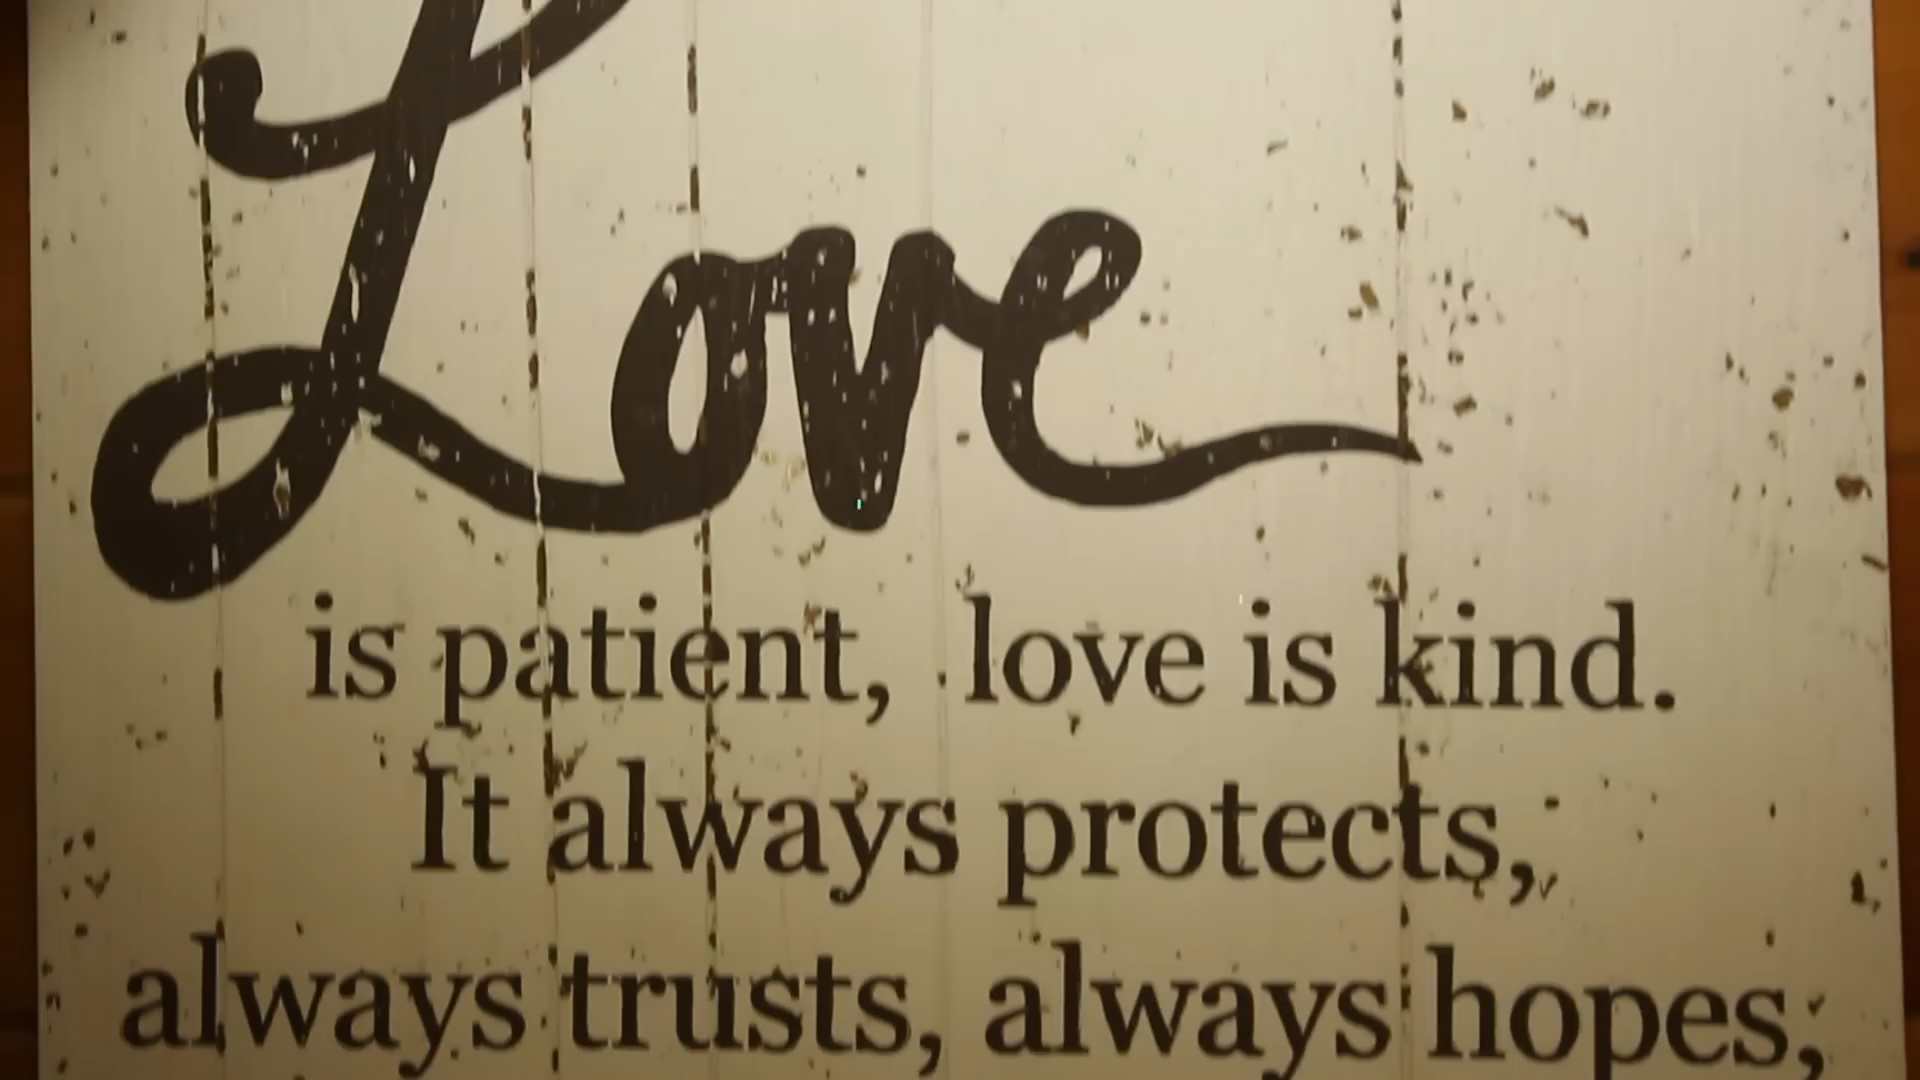 Love
is patient, love is kind.
It always protects,
always trusts, always hopes,